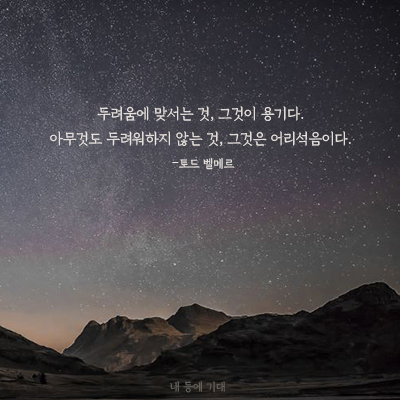 두려움에 맞서는 것, 그것이 용기다.
아무것도 두려워하지 않는 것, 그것은 어리석음이다.
-토드 벨메르
내 등에 기대